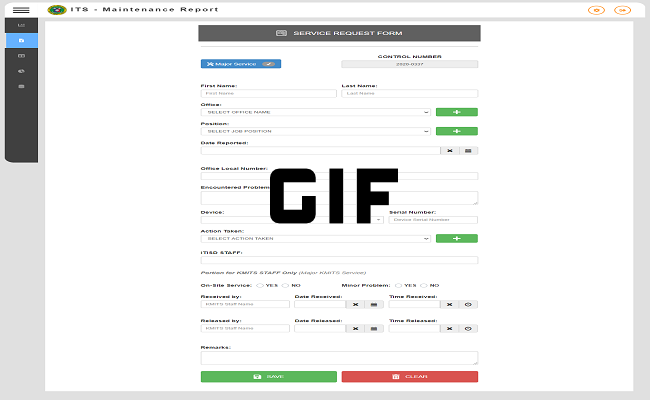 ITS - Maintenance Report
SERVICE REQUEST FORM
CONTROL NUMBER
Major Service
2020-0337
First Name:
Last Name:
First Name
Last Name
Office:
SELECT OFFICE NAME
Position:
SELECT JOB POSITION
Date Reported:
Office Local Number:
Encountered Problem
GIF
Device:
Serial Number:
Device Serial Number
Action Taken:
SELECT ACTION TAKEN
ITISD STAFF:
Portion for KMITS STAFF Only (Major KMITS Service)
On-Site Service: YES NO
Minor Problem: YES NO
Received by:
Date Received:
Time Received:
KMITS Staff Name
Released by:
Date Released:
Time Released:
KMITS Staff Name
Remarks:
SAVE
CLEAR